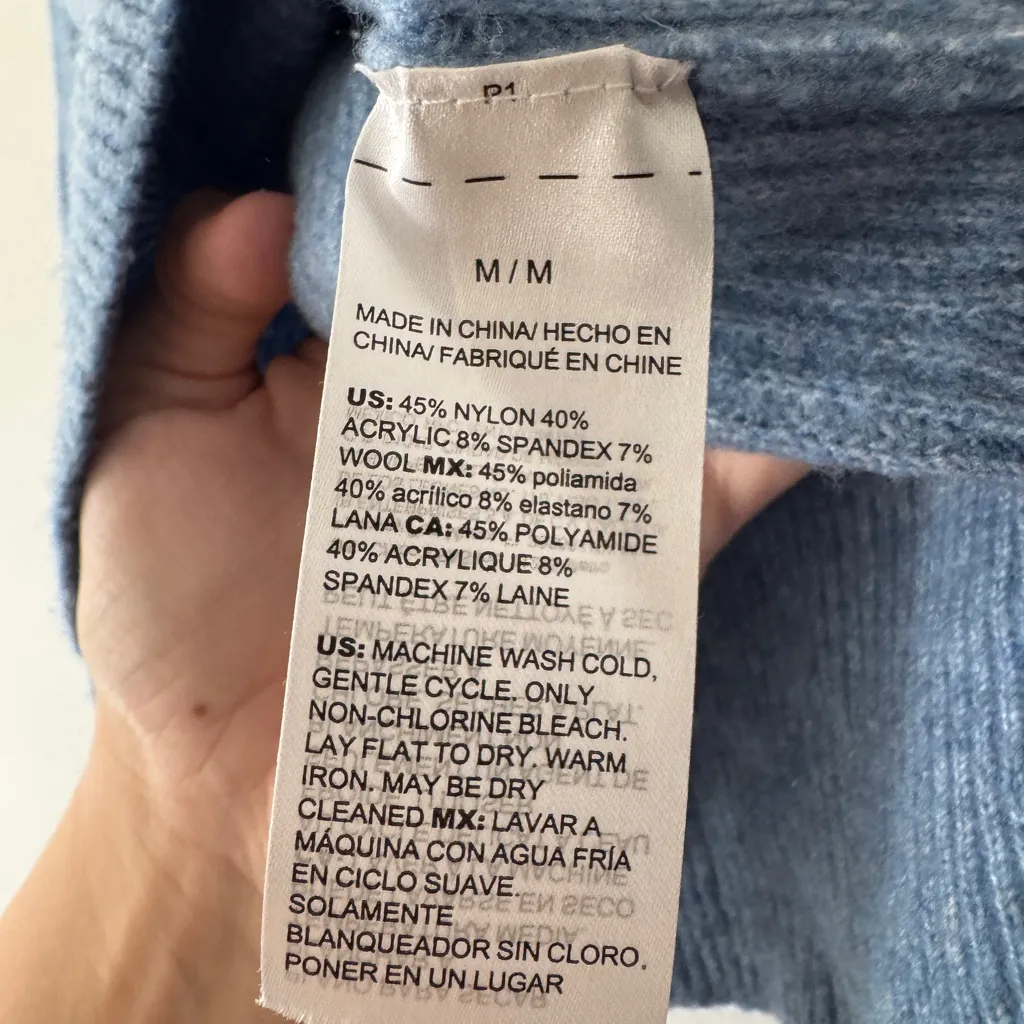 M / M
MADE IN CHINA/ HECHO EN
CHINA/ FABRIQUÉ EN CHINE
US: 45% NYLON 40%
ACRYLIC 8% SPANDEX 7%
WOOL MX: 45% poliamida
40% acrílico 8% elastano 7%
LANA CA: 45% POLYAMIDE
40% ACRYLIQUE 8%
SPANDEX 7% LAINE
US: MACHINE WASH COLD,
GENTLE CYCLE. ONLY
NON-CHLORINE BLEACH.
LAY FLAT TO DRY. WARM
IRON. MAY BE DRY
CLEANED MX: LAVAR A
MÁQUINA CON AGUA FRÍA
EN CICLO SUAVE.
SOLAMENTE
BLANQUEADOR SIN CLORO.
PONER EN UN LUGAR